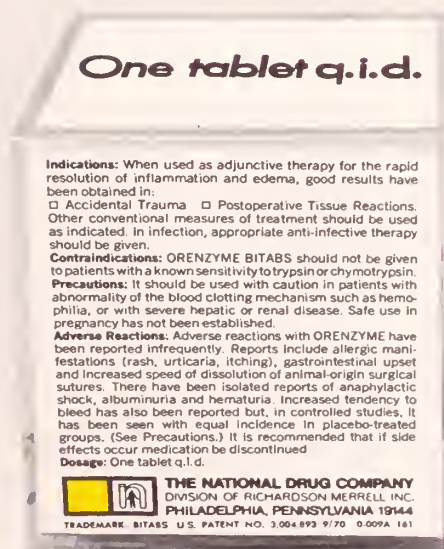 One tablet q.i.d.
Indications: When used as adjunctive therapy for the rapid
resolution of inflammation and edema, good results have
been obtained in:
□ Accidental Trauma □ Postoperative Tissue Reactions.
Other conventional measures of treatment should be used
as indicated. In infection, appropriate anti-infective therapy
should be given.
Contraindications: ORENZYME BITABS should not be given
to patients with a known sensitivity to trypsin or chymotrypsin.
Precautions: It should be used with caution in patients with
abnormality of the blood clotting mechanism such as hemo-
philia, or with severe hepatic or renal disease. Safe use in
pregnancy has not been established.
Adverse Reactions: Adverse reactions with ORENZYME have
been reported infrequently. Reports include allergic mani-
festations (rash, urticaria, itching), gastrointestinal upset
and increased speed of dissolution of animal-origin surgical
sutures. There have been isolated reports of anaphylactic
shock, albuminuria and hematuria. Increased tendency to
bleed has also been reported but, in controlled studies, it
has been seen with equal incidence in placebo-treated
groups. (See Precautions.) It is recommended that if side
effects occur medication be discontinued
Dosage: One tablet q.i.d.
THE NATIONAL DRUG COMPANY
DIVISION OF RICHARDSON MERRELL INC.
PHILADELPHIA, PENNSYLVANIA 19144
TRADEMARK BITABS U.S. PATENT NO. 3,004,893 9/70 0-009A 161